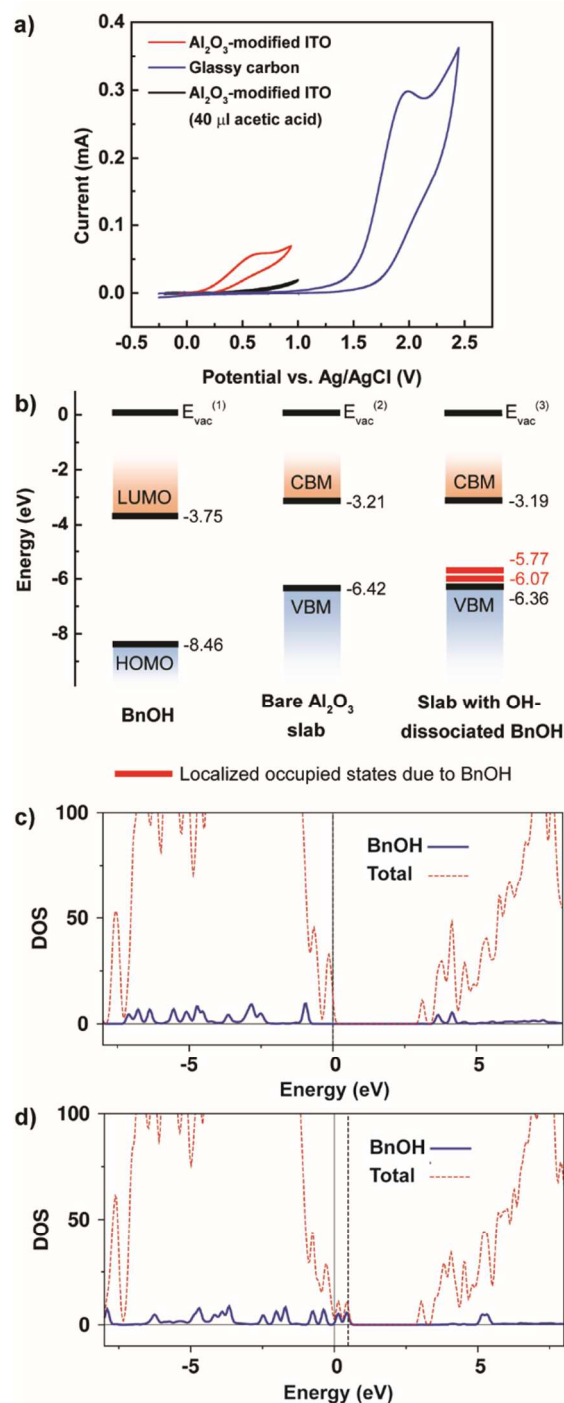 a)
0.4
0.3
0.2
0.1
0.0
Current (mA)
Al₂O₃-modified ITO
Glassy carbon
Al₂O₃-modified ITO
(40 μl acetic acid)
-0.5 0.0 0.5 1.0 1.5 2.0 2.5
Potential vs. Ag/AgCl (V)
b)
Energy (eV)
0
-2
-4
-6
-8
E vac (1)
E vac (2)
E vac (3)
LUMO
-3.75
CBM
-3.21
CBM
-3.19
-5.77
-6.07
-6.42
-6.36
VBM
VBM
-8.46
HOMO
BnOH
Bare Al₂O₃
slab
Slab with OH-
dissociated BnOH
Localized occupied states due to BnOH
c)
100
50
0
DOS
BnOH
Total
-5 0 5
Energy (eV)
d)
100
50
0
DOS
BnOH
Total
-5 0 5
Energy (eV)